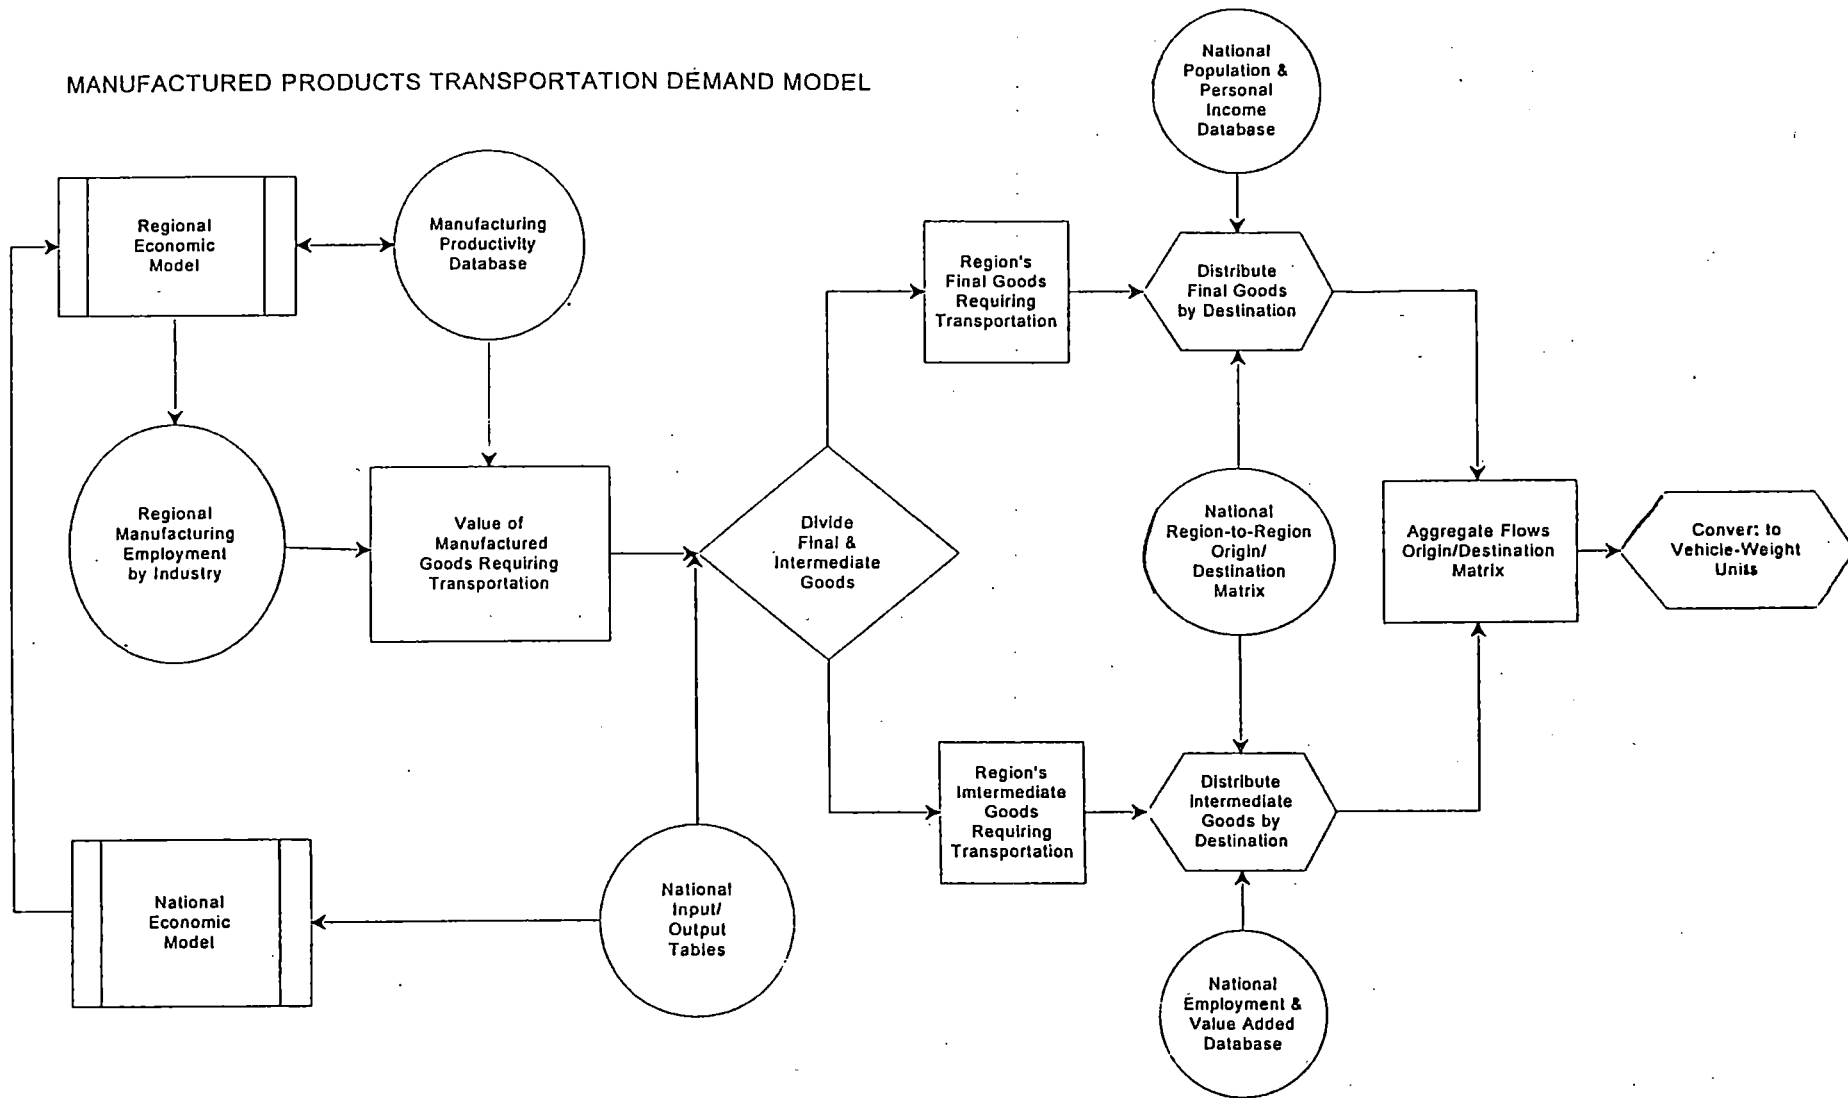 MANUFACTURED PRODUCTS TRANSPORTATION DEMAND MODEL
National
Population &
Personal
Income
Database
Regional
Economic
Model
Manufacturing
Productivity
Database
Region's
Final Goods
Requiring
Transportation
Distribute
Final Goods
by Destination
Regional
Manufacturing
Employment
by Industry
Value of
Manufactured
Goods Requiring
Transportation
Divide
Final &
Intermediate
Goods
National
Region-to-Region
Origin/
Destination
Matrix
Aggregate Flows
Origin/Destination
Matrix
Convert to
Vehicle-Weight
Units
Region's
Imtermediate
Goods
Requiring
Transportation
Distribute
Intermediate
Goods by
Destination
National
Economic
Model
National
Input/
Output
Tables
National
Employment &
Value Added
Database